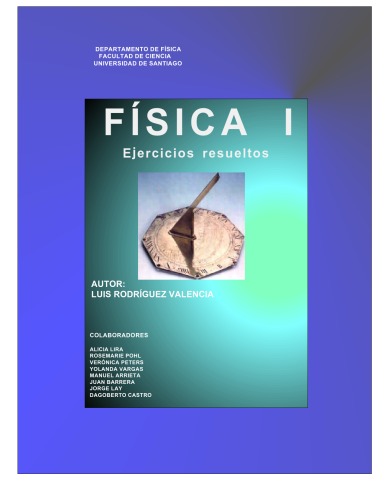 DEPARTAMENTO DE FÍSICA
FACULTAD DE CIENCIA
UNIVERSIDAD DE SANTIAGO
FÍSICA I
Ejercicios resueltos
AUTOR:
LUIS RODRÍGUEZ VALENCIA
COLABORADORES
ALICIA LIRA
ROSEMARIE POHL
VERÓNICA PETERS
YOLANDA VARGAS
MANUEL ARRIETA
JUAN BARRERA
JORGE LAY
DAGOBERTO CASTRO